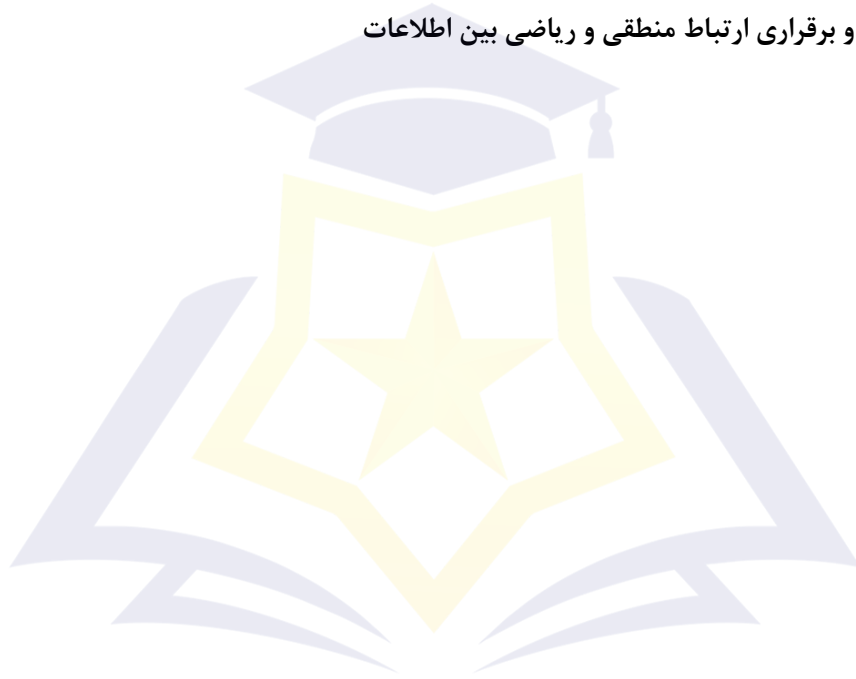 و برقراری ارتباط منطقی و ریاضی بین اطلاعات